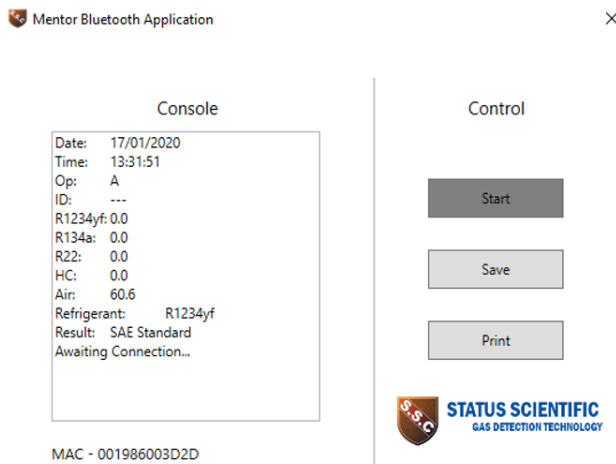 Mentor Bluetooth Application
Console
Date: 17/01/2020
Time: 13:31:51
Op: A
ID: ---
R1234yf: 0.0
R134a: 0.0
R22: 0.0
HC: 0.0
Air: 60.6
Refrigerant: R1234yf
Result: SAE Standard
Awaiting Connection...
MAC - 001986003D2D
Control
Start
Save
Print
S.S.C
STATUS SCIENTIFIC
GAS DETECTION TECHNOLOGY